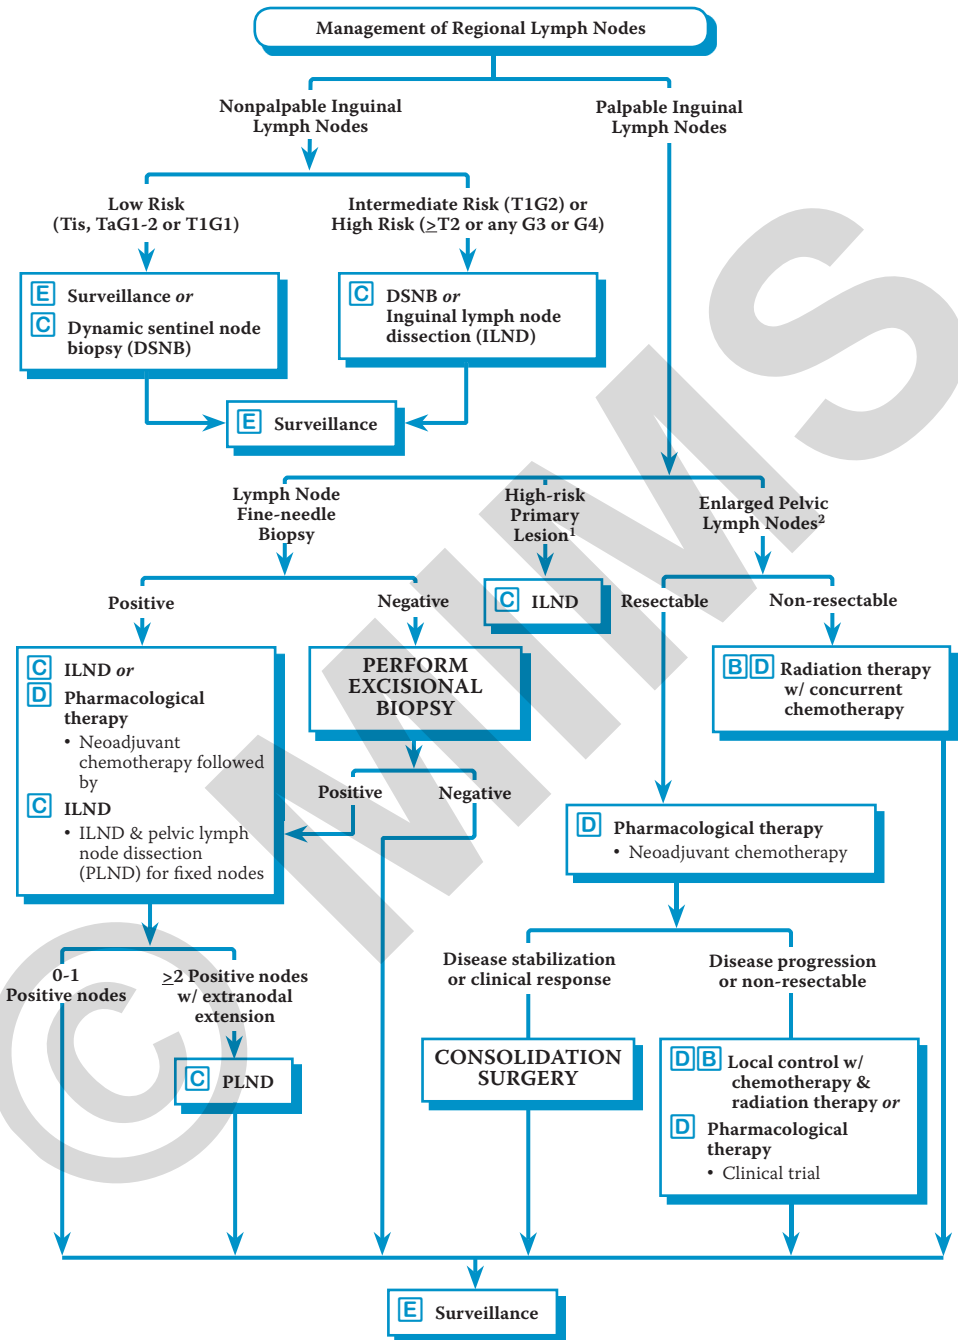 Management of Regional Lymph Nodes
Nonpalpable Inguinal
Lymph Nodes
Palpable Inguinal
Lymph Nodes
Low Risk
(Tis, TaG1-2 or T1G1)
Intermediate Risk (T1G2) or
High Risk (≥T2 or any G3 or G4)
E Surveillance or
C Dynamic sentinel node
biopsy (DSNB)
C DSNB or
Inguinal lymph node
dissection (ILND)
E Surveillance
Lymph Node
Fine-needle
Biopsy
High-risk
Primary
Lesion1
Enlarged Pelvic
Lymph Nodes2
Positive
Negative
C ILND
Resectable
Non-resectable
C ILND or
D Pharmacological
therapy
• Neoadjuvant
chemotherapy followed
by
C ILND
• ILND & pelvic lymph
node dissection
(PLND) for fixed nodes
PERFORM
EXCISIONAL
BIOPSY
B D Radiation therapy
w/ concurrent
chemotherapy
Positive
Negative
D Pharmacological therapy
• Neoadjuvant chemotherapy
0-1
Positive nodes
≥2 Positive nodes
w/ extranodal
extension
Disease stabilization
or clinical response
Disease progression
or non-resectable
C PLND
CONSOLIDATION
SURGERY
D B Local control w/
chemotherapy &
radiation therapy or
D Pharmacological
therapy
• Clinical trial
E Surveillance
© MIMS